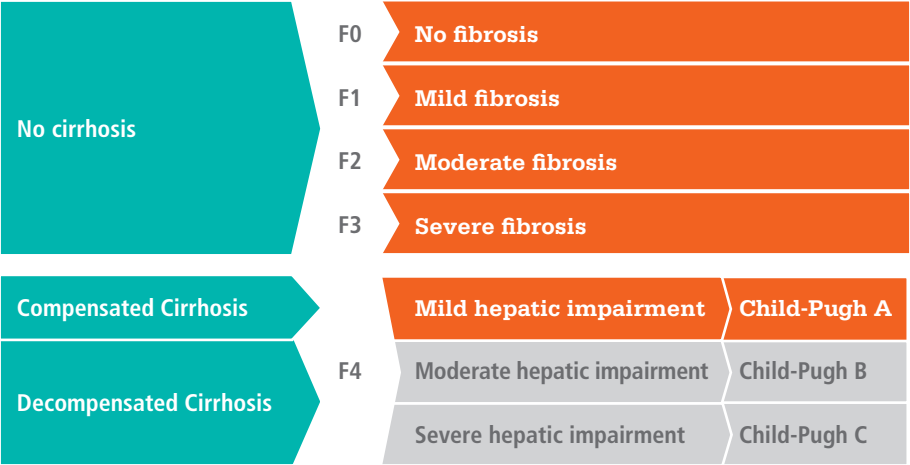 No cirrhosis
F0 No fibrosis
F1 Mild fibrosis
F2 Moderate fibrosis
F3 Severe fibrosis
Compensated Cirrhosis
Decompensated Cirrhosis
F4
Mild hepatic impairment Child-Pugh A
Moderate hepatic impairment Child-Pugh B
Severe hepatic impairment Child-Pugh C